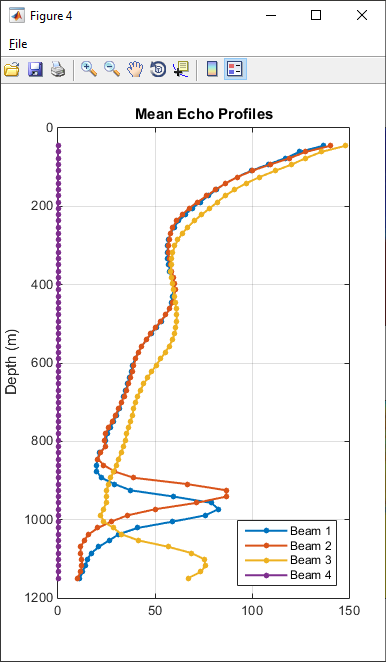 Figure 4
File
Mean Echo Profiles
0
200
400
600
800
1000
1200
Depth (m)
0 50 100 150
Beam 1
Beam 2
Beam 3
Beam 4